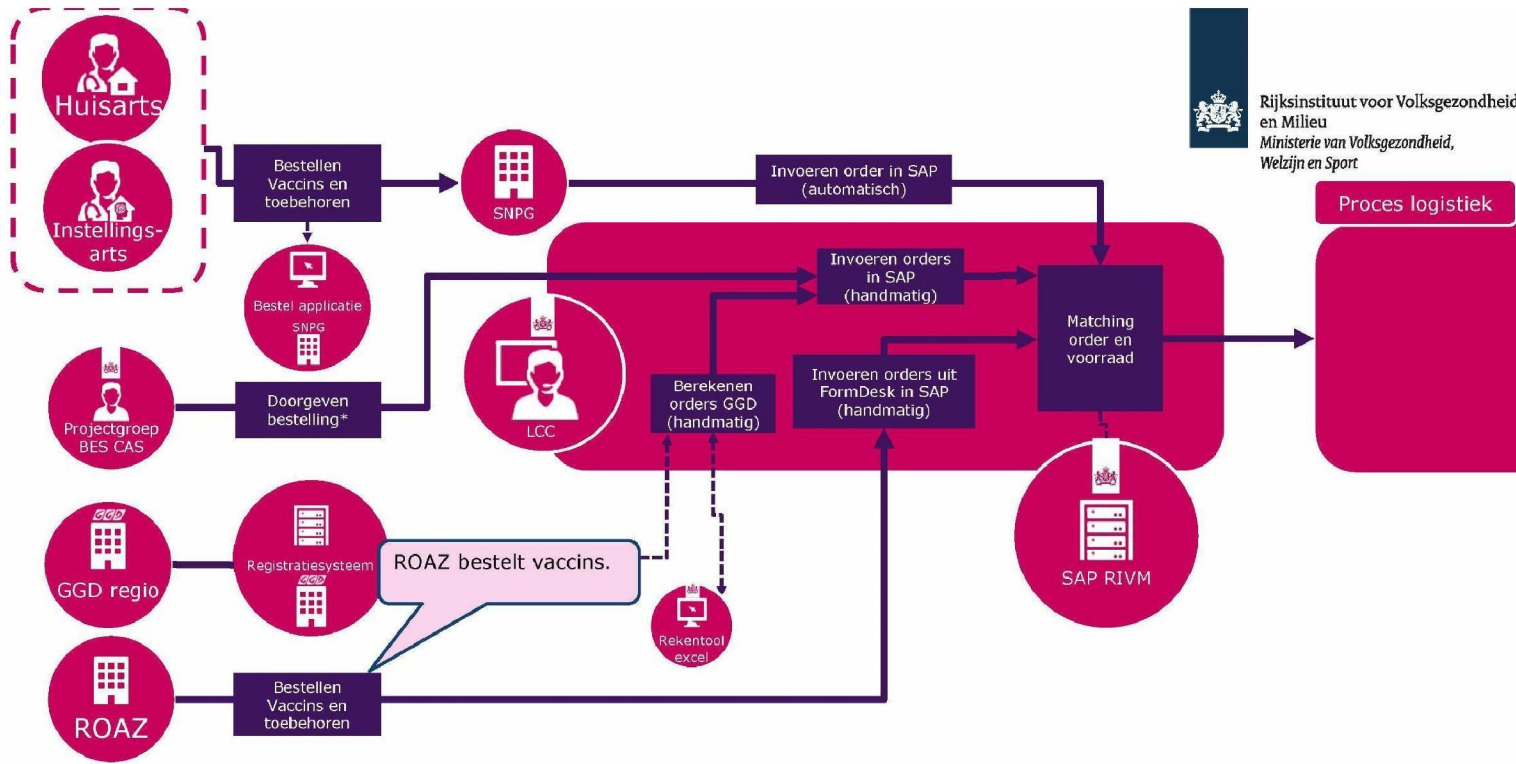 Huisarts
Instellings-
arts
Bestellen
Vaccins en
toebehoren
SNPG
Invoeren order in SAP
(automatisch)
Rijksinstituut voor Volksgezondheid
en Milieu
Ministerie van Volksgezondheid,
Welzijn en Sport
Proces logistiek
Bestel applicatie
SNPG
Invoeren orders
in SAP
(handmatig)
Matching
order en
voorraad
Projectgroep
BES CAS
Doorgeven
bestelling*
LCC
Berekenen
orders GGD
(handmatig)
Invoeren orders uit
FormDesk in SAP
(handmatig)
GGD
GGD regio
Registratiesysteem
GGD
ROAZ bestelt vaccins.
Rekentool
excel
SAP RIVM
ROAZ
Bestellen
Vaccins en
toebehoren